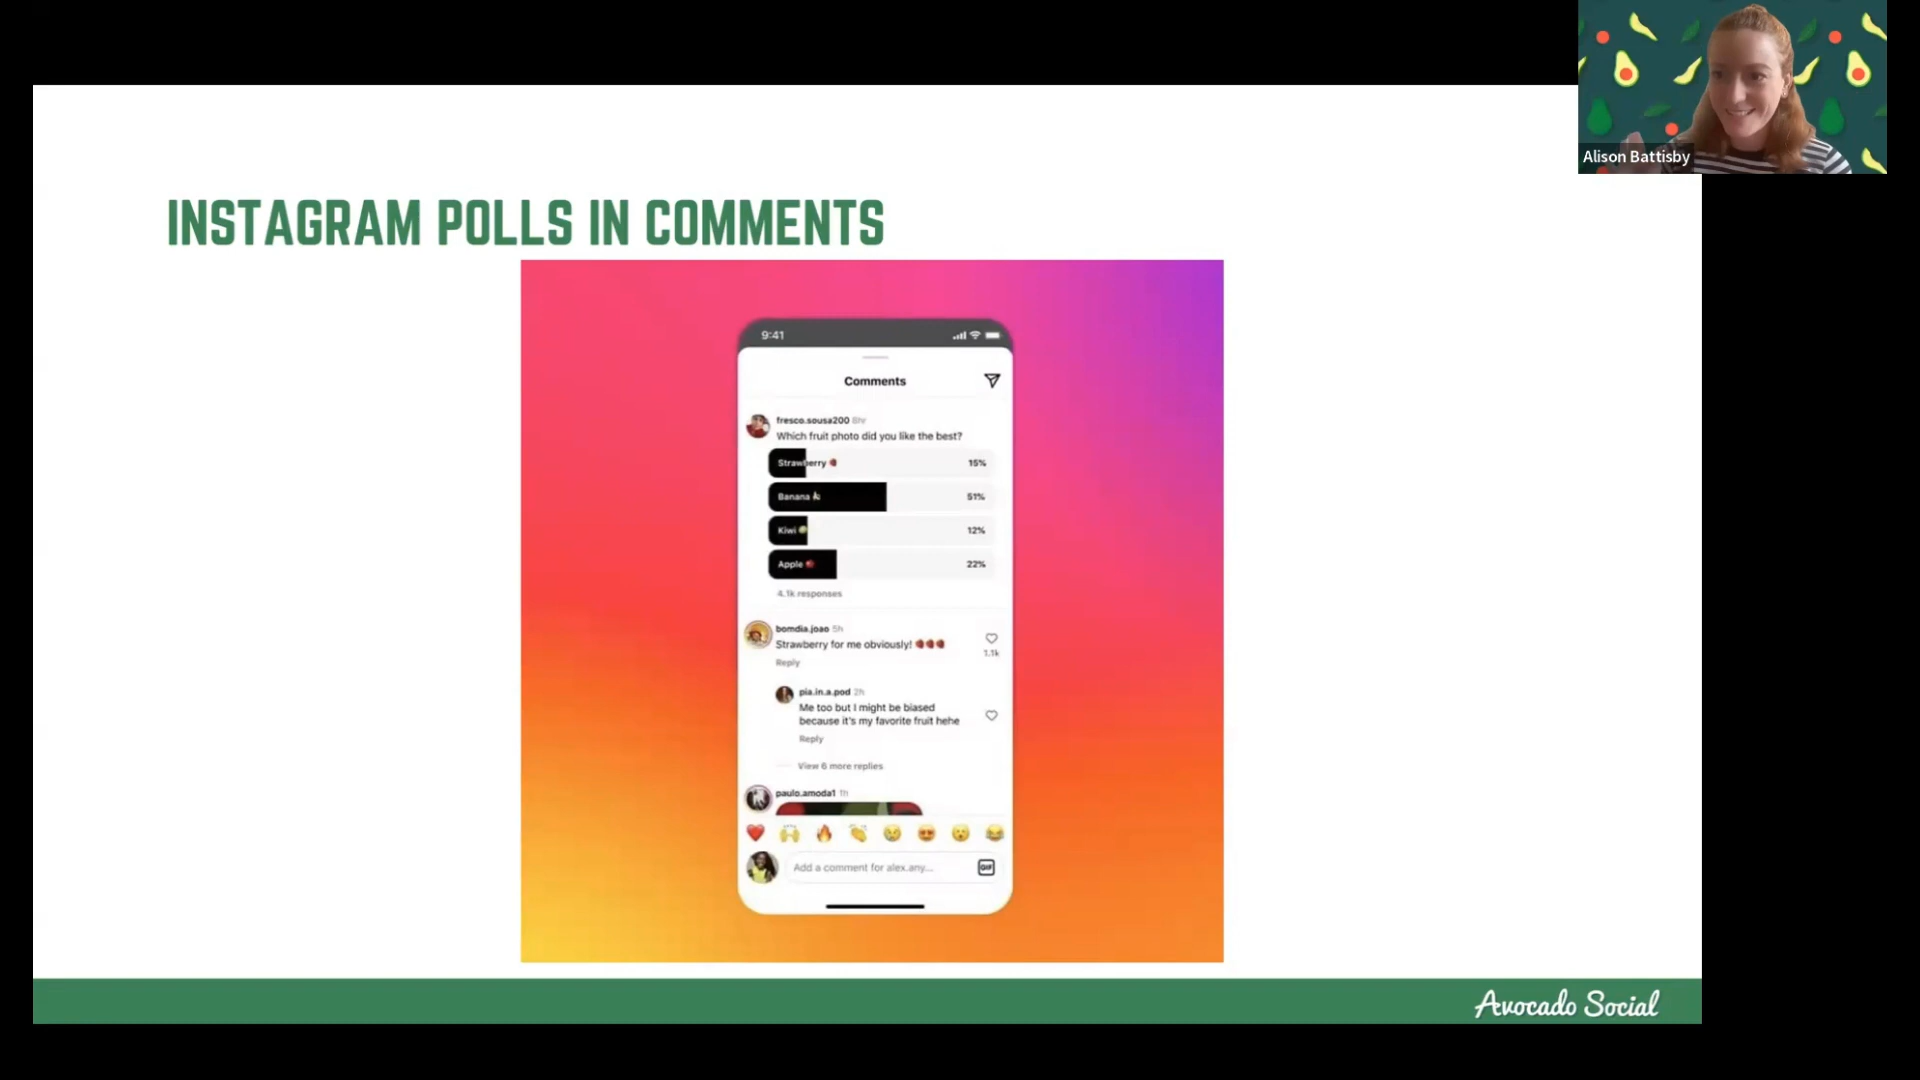 Alison Battisby
INSTAGRAM POLLS IN COMMENTS
9:41
Comments
fresco.sousa200 8hr
Which fruit photo did you like the best?
Strawberry 15%
Banana 51%
Kiwi 12%
Apple 22%
4.1k responses
bomdia.joao 5h
Strawberry for me obviously!
1.1k
Reply
pia.in.a.pod 2h
Me too but I might be biased
because it's my favorite fruit hehe
Reply
View 6 more replies
paulo.amoda1 1h
Add a comment for alex.any...
GIF
Avocado Social